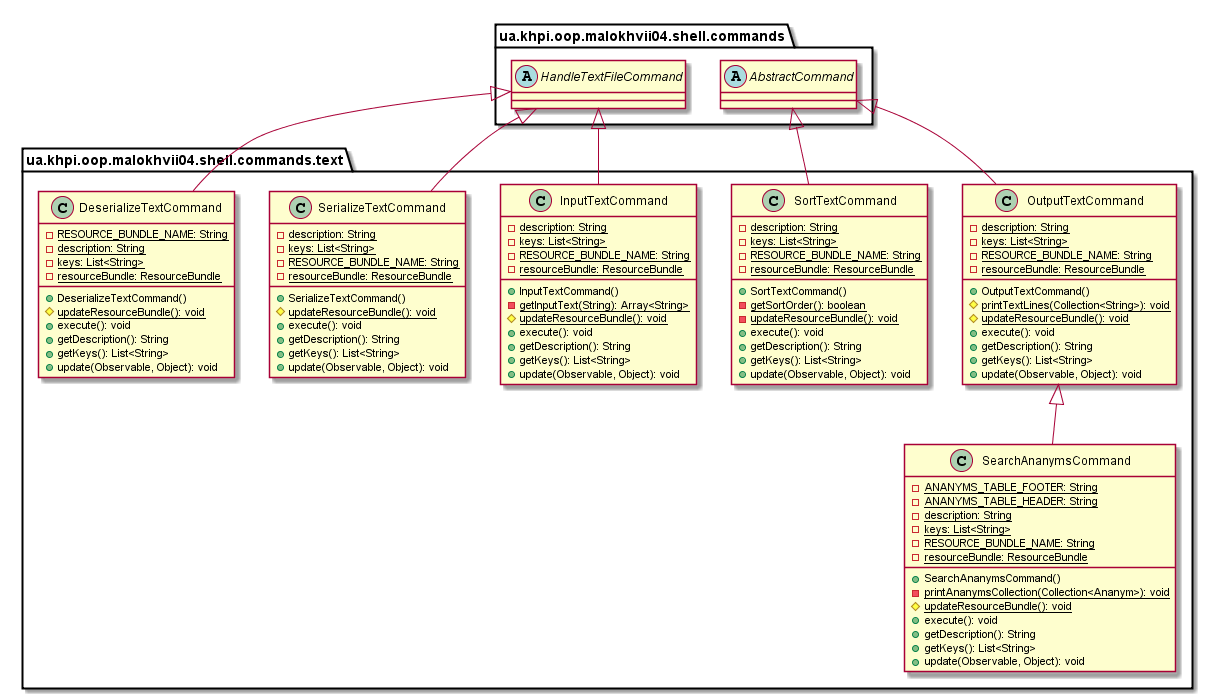 ua.khpi.oop.malokhvii04.shell.commands
A HandleTextFileCommand
A AbstractCommand
ua.khpi.oop.malokhvii04.shell.commands.text
C DeserializeTextCommand
RESOURCE_BUNDLE_NAME: String
description: String
keys: List<String>
resourceBundle: ResourceBundle
DeserializeTextCommand()
updateResourceBundle(): void
execute(): void
getDescription(): String
getKeys(): List<String>
update(Observable, Object): void
C SerializeTextCommand
description: String
keys: List<String>
RESOURCE_BUNDLE_NAME: String
resourceBundle: ResourceBundle
SerializeTextCommand()
updateResourceBundle(): void
execute(): void
getDescription(): String
getKeys(): List<String>
update(Observable, Object): void
C InputTextCommand
description: String
keys: List<String>
RESOURCE_BUNDLE_NAME: String
resourceBundle: ResourceBundle
InputTextCommand()
getInputText(String): Array<String>
updateResourceBundle(): void
execute(): void
getDescription(): String
getKeys(): List<String>
update(Observable, Object): void
C SortTextCommand
description: String
keys: List<String>
RESOURCE_BUNDLE_NAME: String
resourceBundle: ResourceBundle
SortTextCommand()
getSortOrder(): boolean
updateResourceBundle(): void
execute(): void
getDescription(): String
getKeys(): List<String>
update(Observable, Object): void
C OutputTextCommand
description: String
keys: List<String>
RESOURCE_BUNDLE_NAME: String
resourceBundle: ResourceBundle
OutputTextCommand()
printTextLines(Collection<String>): void
updateResourceBundle(): void
execute(): void
getDescription(): String
getKeys(): List<String>
update(Observable, Object): void
C SearchAnanymsCommand
ANANYMS_TABLE_FOOTER: String
ANANYMS_TABLE_HEADER: String
description: String
keys: List<String>
RESOURCE_BUNDLE_NAME: String
resourceBundle: ResourceBundle
SearchAnanymsCommand()
printAnanymsCollection(Collection<Ananym>): void
updateResourceBundle(): void
execute(): void
getDescription(): String
getKeys(): List<String>
update(Observable, Object): void